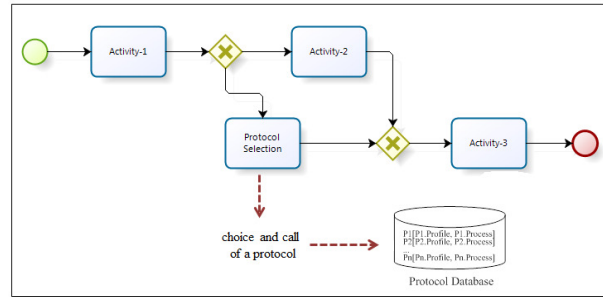 Activity-1
Activity-2
Protocol
Selection
Activity-3
choice and call
of a protocol
P1[P1.Profile, P1.Process]
P2[P2.Profile, P2.Process]
...
Pn[Pn.Profile, Pn.Process]
Protocol Database